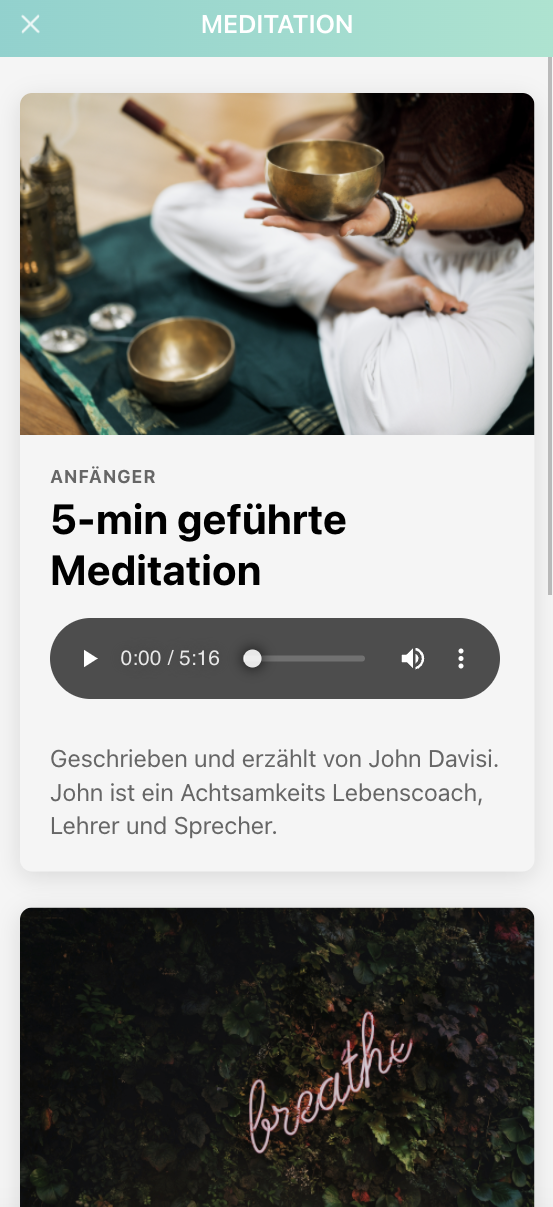 MEDITATION
ANFÄNGER
5-min geführte
Meditation
0:00 / 5:16
Geschrieben und erzählt von John Davisi.
John ist ein Achtsamkeits Lebenscoach,
Lehrer und Sprecher.
breathe